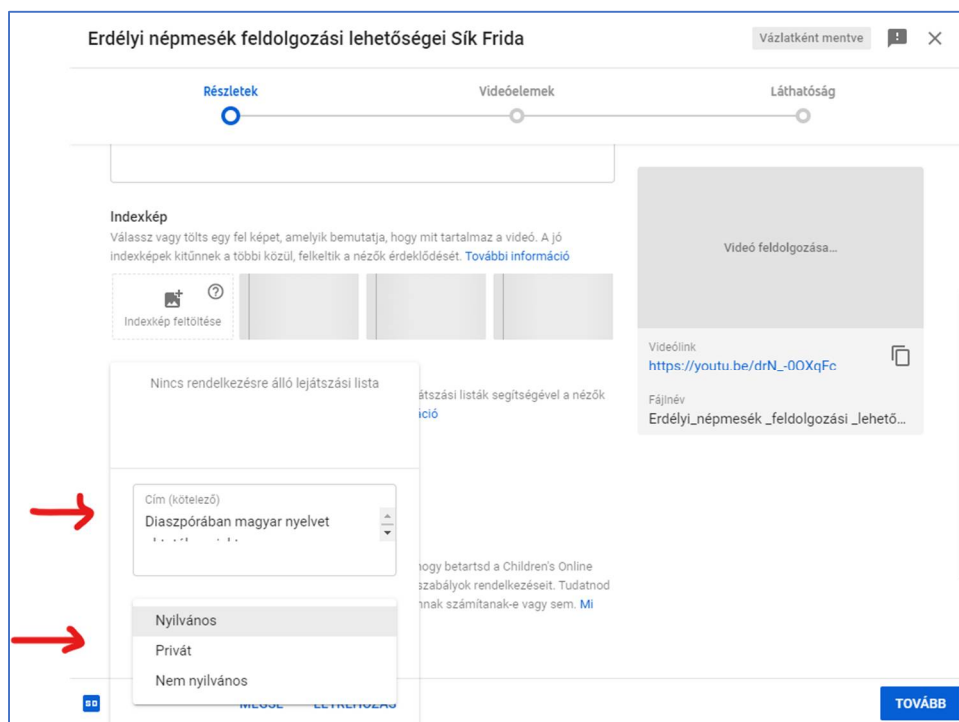 Erdélyi népmesék feldolgozási lehetőségei Sík Frida
Vázlatként mentve
Részletek
Videóelemek
Láthatóság
Indexkép
Válassz vagy tölts egy fel képet, amelyik bemutatja, hogy mit tartalmaz a videó. A jó
indexképek kitűnnek a többi közül, felkeltik a nézők érdeklődését. További információ
Indexkép feltöltése
Videó feldolgozása...
Videólink
https://youtu.be/drN_-0OXqFc
Fájlnév
Erdélyi_népmesék _feldolgozási _lehető...
Nincs rendelkezésre álló lejátszási lista
átszási listák segítségével a nézők
áció
Cím (kötelező)
Diaszpórában magyar nyelvet
hogy betartsd a Children's Online
szabályok rendelkezéseit. Tudatnod
nnak számítanak-e vagy sem. Mi
Nyilvános
Privát
Nem nyilvános
MÉGSE
LÉTREHOZÁS
SD
TOVÁBB